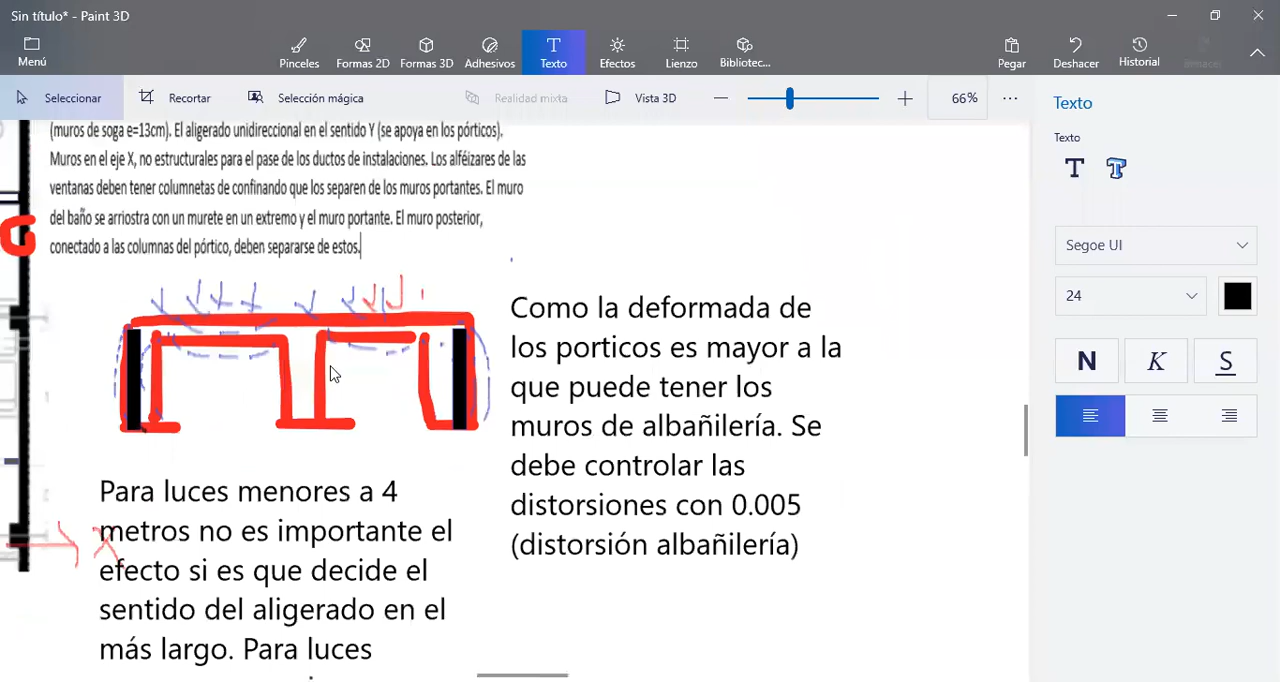 Sin título* - Paint 3D
Menú
Pinceles
Formas 2D
Formas 3D
Adhesivos
Texto
Efectos
Lienzo
Bibliotec...
Pegar
Deshacer
Historial
Seleccionar
Recortar
Selección mágica
Realidad mixta
Vista 3D
66%
Texto
Texto
T
T
Segoe UI
24
N
K
S
(muros de soga e=13cm). El aligerado unidireccional en el sentido Y (se apoya en los pórticos).
Muros en el eje X, no estructurales para el pase de los ductos de instalaciones. Los alféizares de las
ventanas deben tener columnetas de confinando que los separen de los muros portantes. El muro
del baño se arriostra con un murete en un extremo y el muro portante. El muro posterior,
conectado a las columnas del pórtico, deben separarse de estos.
Como la deformada de
los porticos es mayor a la
que puede tener los
muros de albañilería. Se
debe controlar las
distorsiones con 0.005
(distorsión albañilería)
Para luces menores a 4
metros no es importante el
efecto si es que decide el
sentido del aligerado en el
más largo. Para luces
X